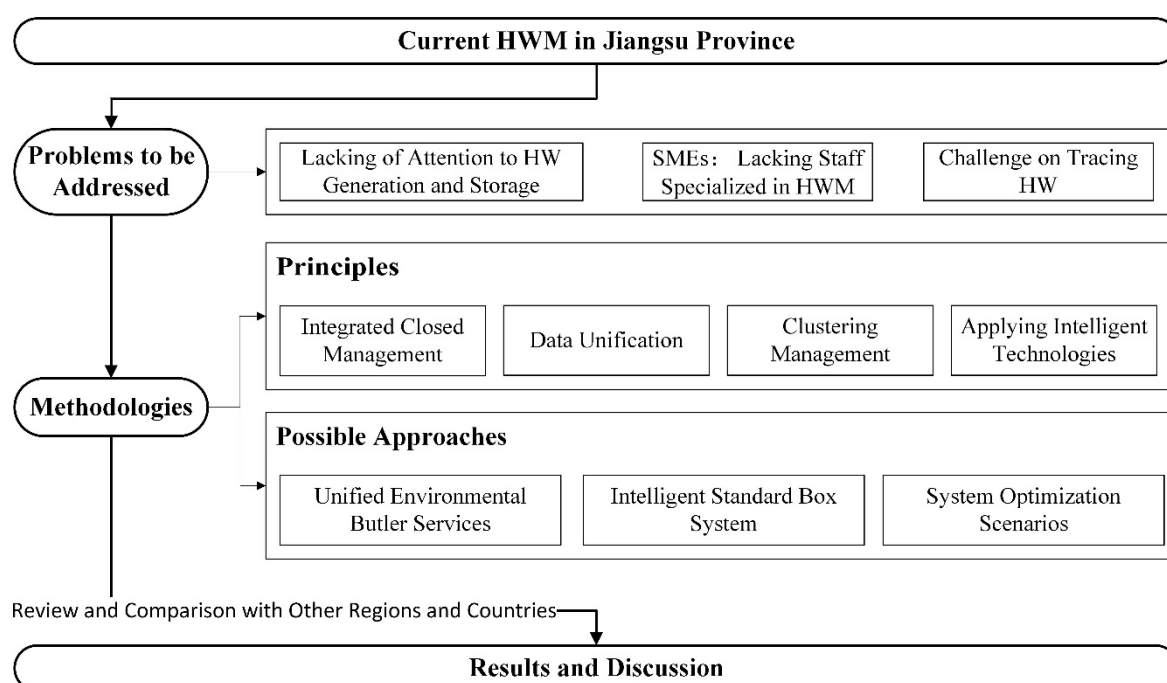 Current HWM in Jiangsu Province
Problems to be
Addressed
Lacking of Attention to HW
Generation and Storage
SMEs： Lacking Staff
Specialized in HWM
Challenge on Tracing
HW
Principles
Integrated Closed
Management
Data Unification
Clustering
Management
Applying Intelligent
Technologies
Methodologies
Possible Approaches
Unified Environmental
Butler Services
Intelligent Standard Box
System
System Optimization
Scenarios
Review and Comparison with Other Regions and Countries
Results and Discussion